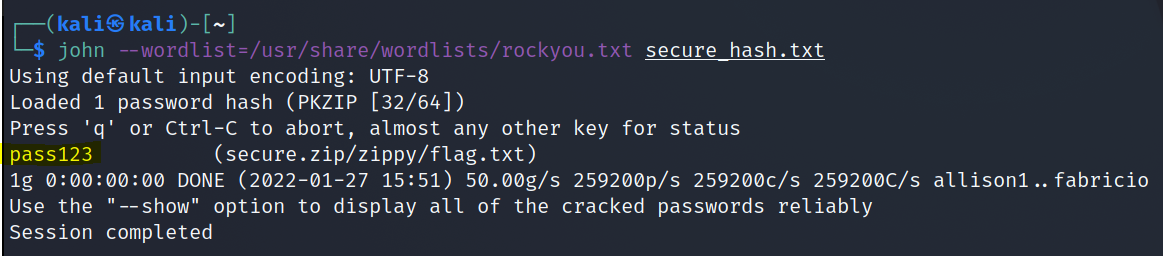 ┌──(kali㉿kali)-[~]
└─$ john --wordlist=/usr/share/wordlists/rockyou.txt secure_hash.txt
Using default input encoding: UTF-8
Loaded 1 password hash (PKZIP [32/64])
Press 'q' or Ctrl-C to abort, almost any other key for status
pass123          (secure.zip/zippy/flag.txt)
1g 0:00:00:00 DONE (2022-01-27 15:51) 50.00g/s 259200p/s 259200c/s 259200C/s allison1..fabricio
Use the "--show" option to display all of the cracked passwords reliably
Session completed